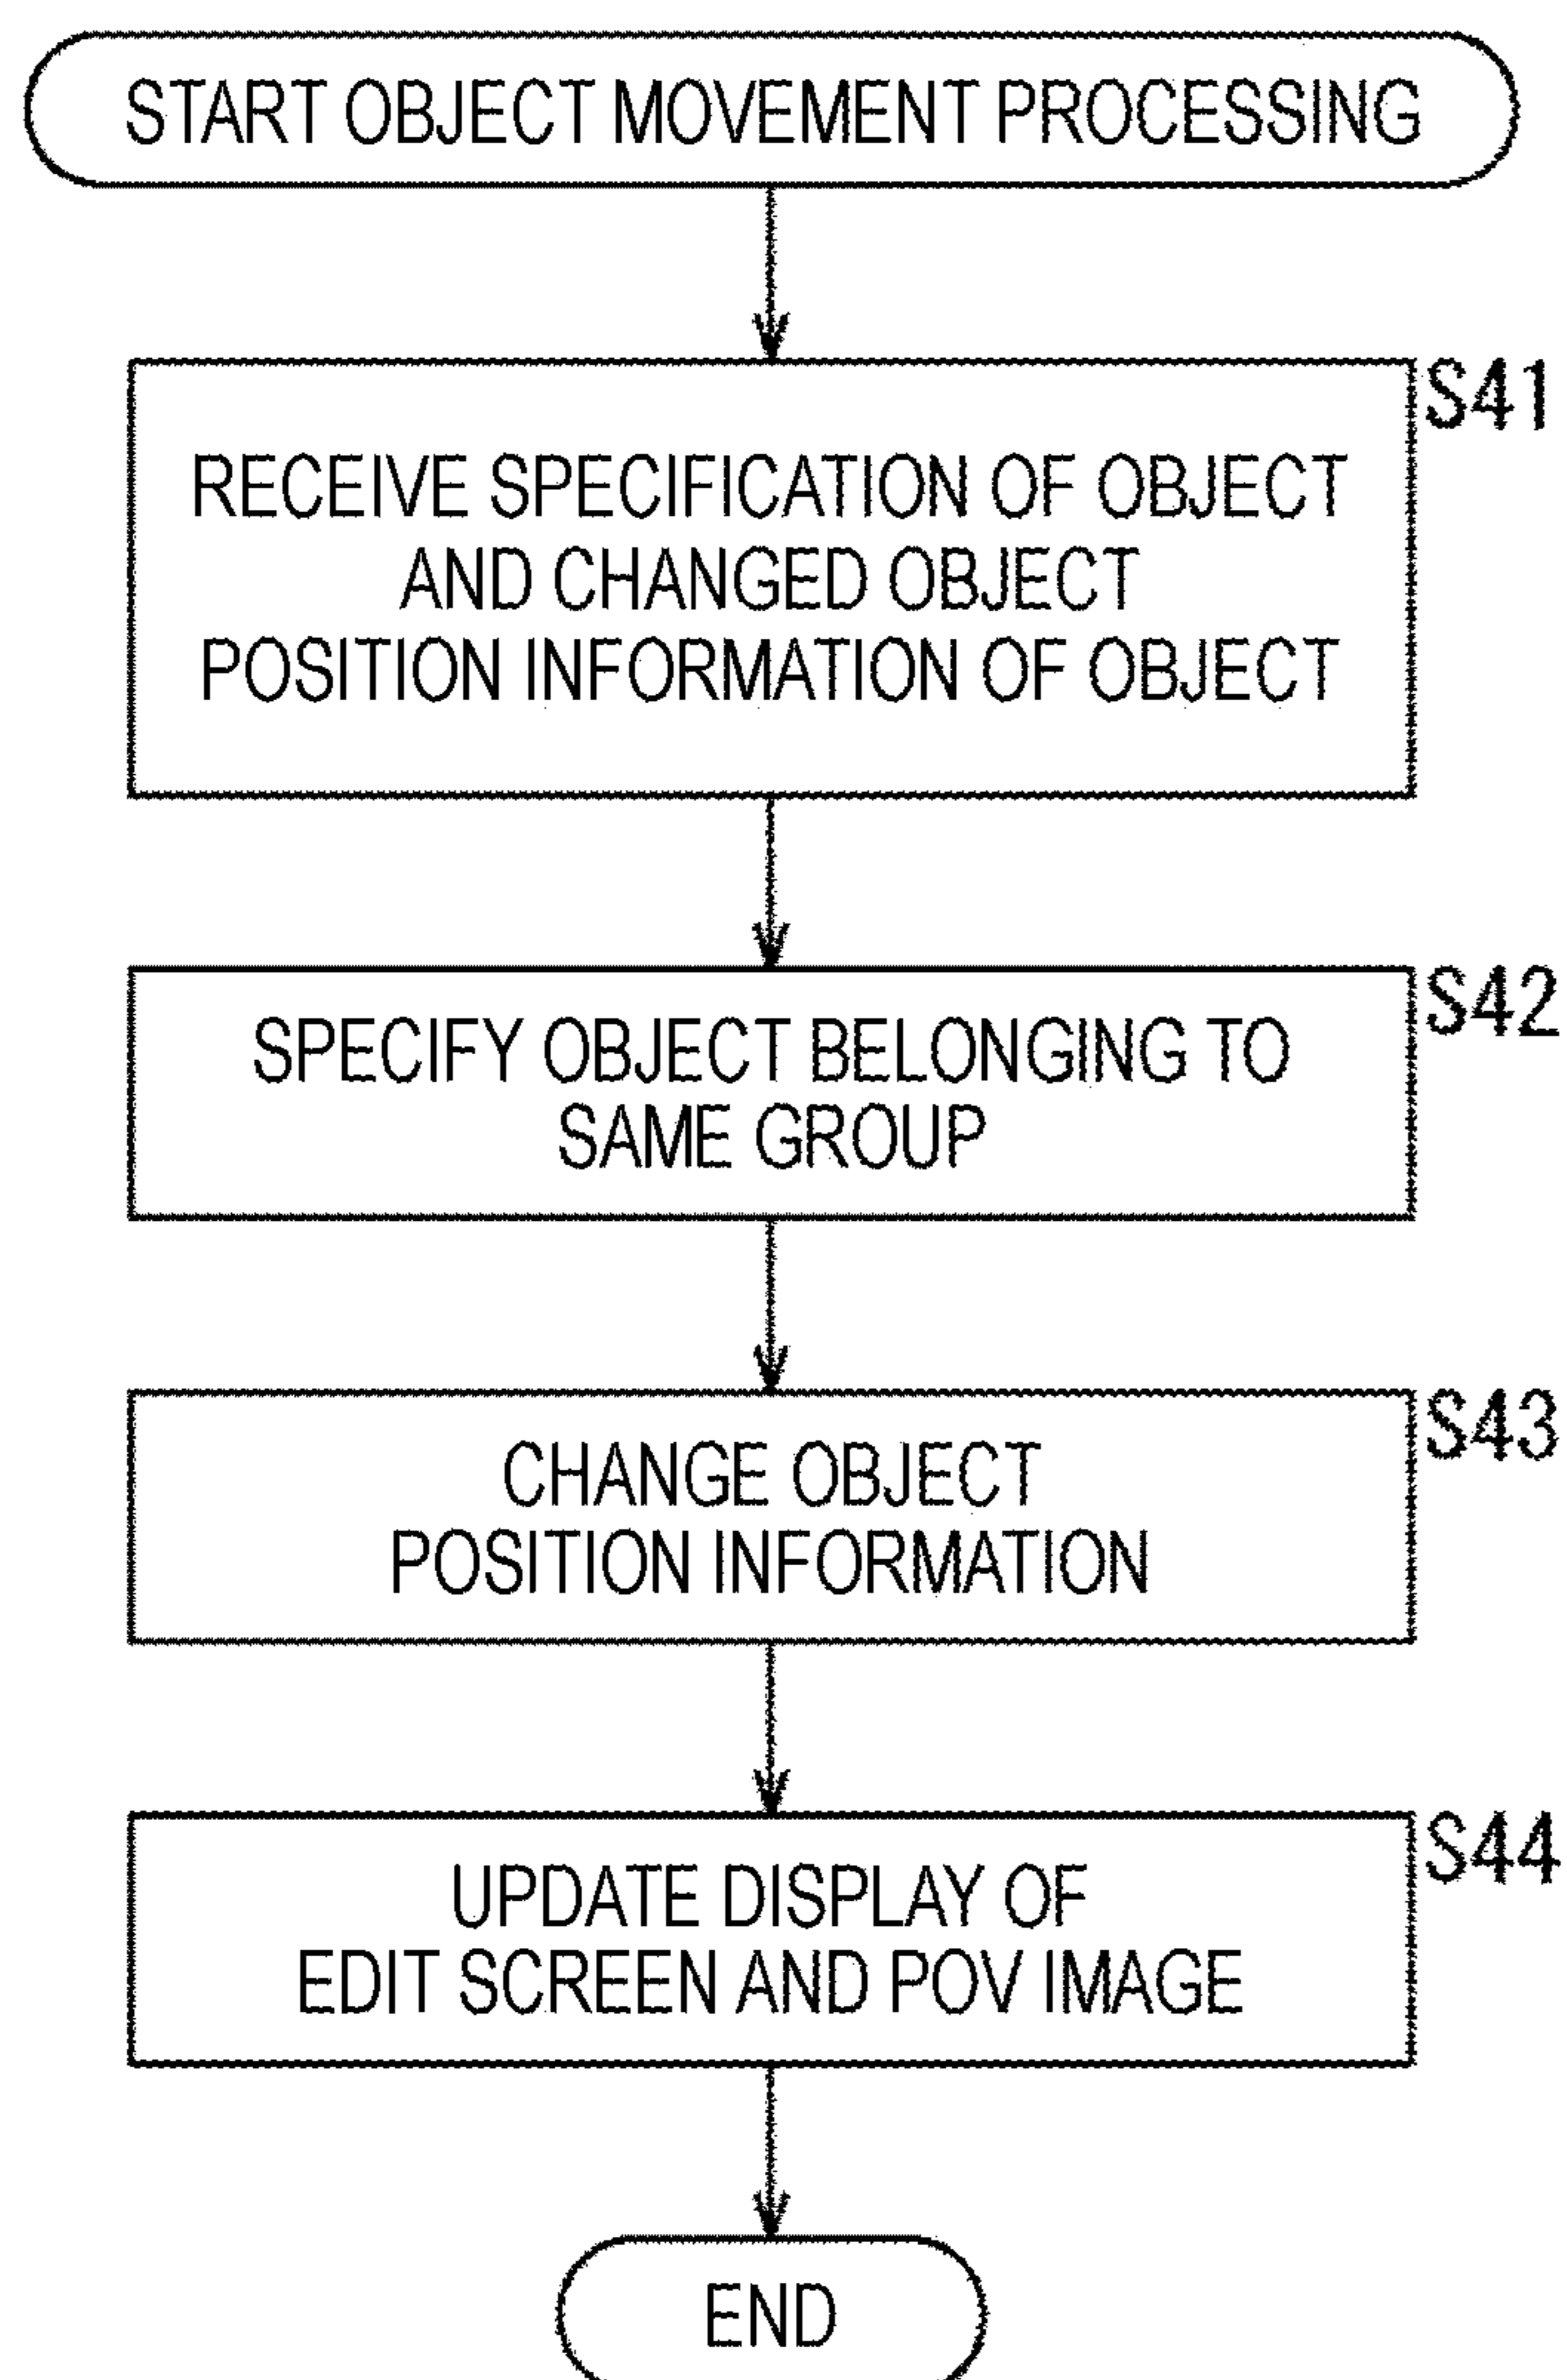 START OBJECT MOVEMENT PROCESSING
S41
RECEIVE SPECIFICATION OF OBJECT
AND CHANGED OBJECT
POSITION INFORMATION OF OBJECT
S42
SPECIFY OBJECT BELONGING TO
SAME GROUP
S43
CHANGE OBJECT
POSITION INFORMATION
S44
UPDATE DISPLAY OF
EDIT SCREEN AND POV IMAGE
END